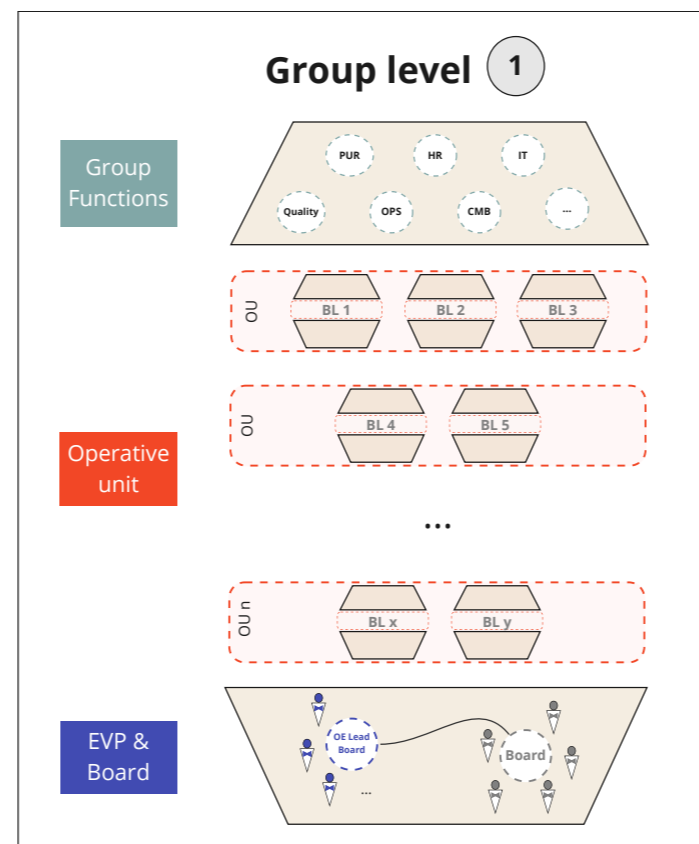 Group level 1
Group
Functions
PUR
HR
IT
Quality
OPS
CMB
...
OU
BL 1
BL 2
BL 3
OU
BL 4
BL 5
Operative
unit
...
OU n
BL x
BL y
EVP &
Board
OE Lead
Board
...
Board